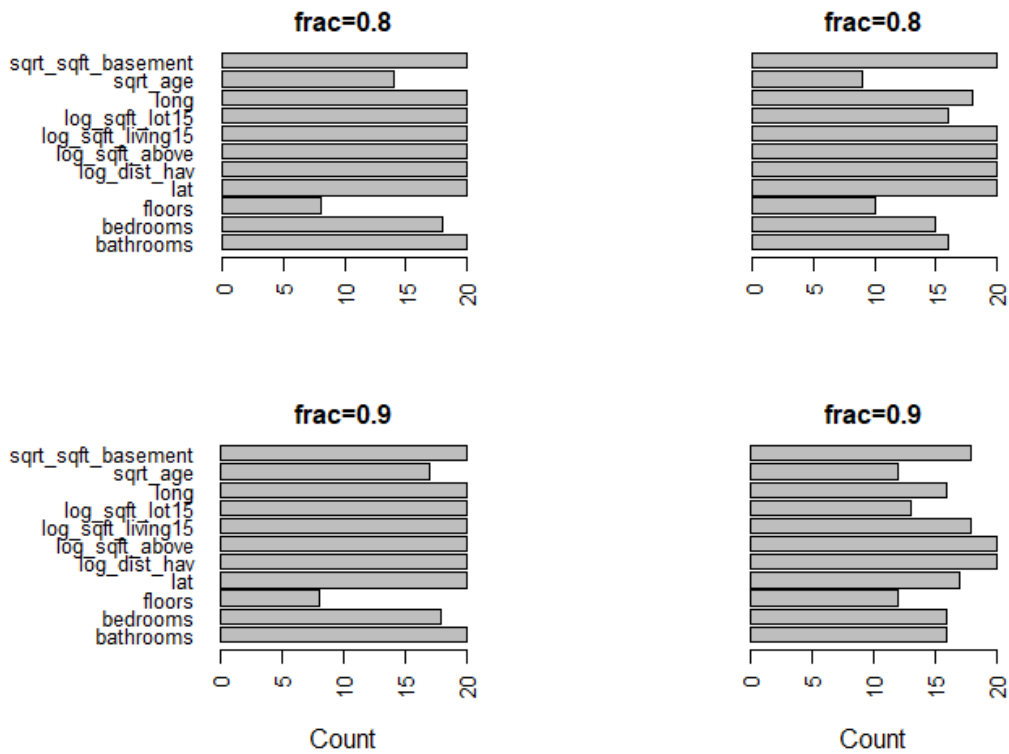 frac=0.8
sqrt_sqft_basement
sqrt_age
long
log_sqft_lot15
log_sqft_living15
log_sqft_above
log_dist_hav
lat
floors
bedrooms
bathrooms
0 5 10 15 20
frac=0.8
0 5 10 15 20
frac=0.9
sqrt_sqft_basement
sqrt_age
long
log_sqft_lot15
log_sqft_living15
log_sqft_above
log_dist_hav
lat
floors
bedrooms
bathrooms
0 5 10 15 20
Count
frac=0.9
0 5 10 15 20
Count